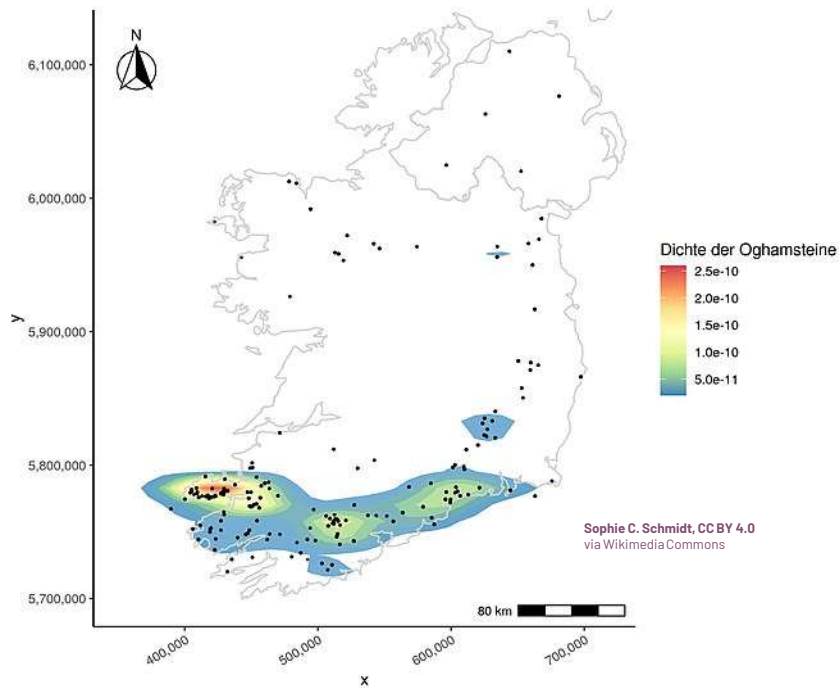 N
6,100,000
6,000,000
5,900,000
5,800,000
5,700,000
y
400,000
500,000
600,000
700,000
x
80 km
Dichte der Oghamsteine
2.5e-10
2.0e-10
1.5e-10
1.0e-10
5.0e-11
Sophie C. Schmidt, CC BY 4.0
via Wikimedia Commons